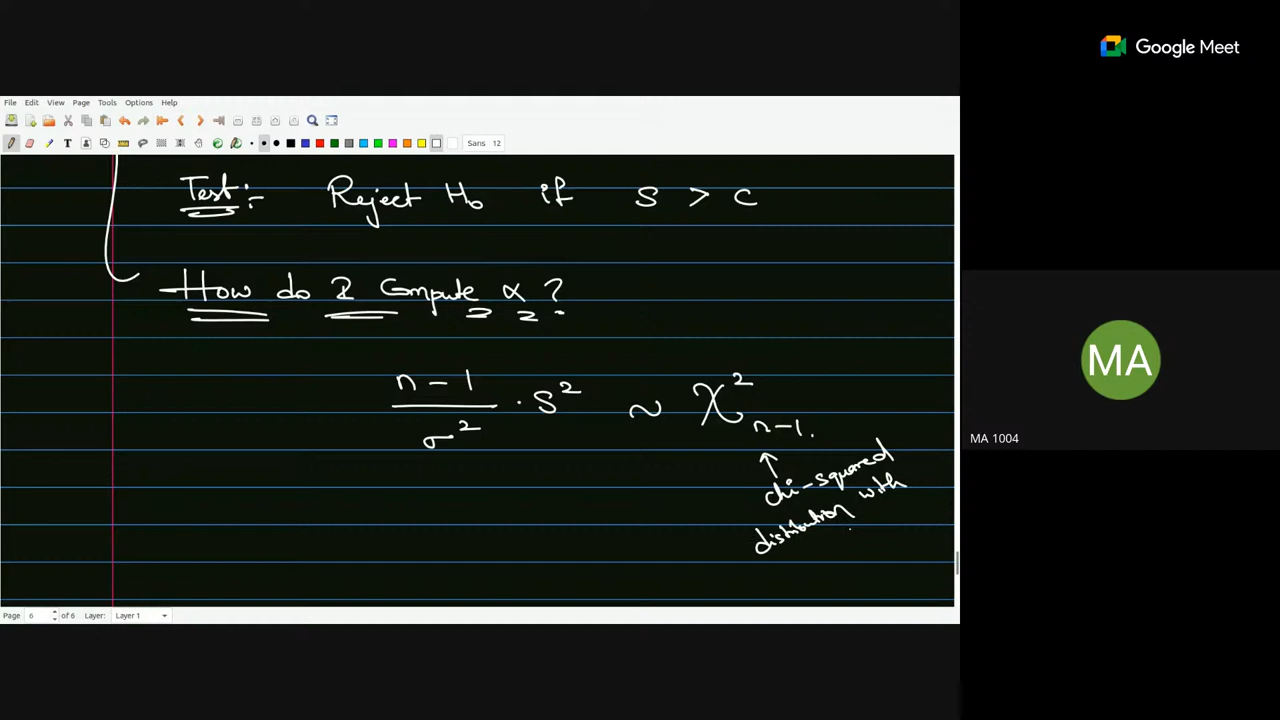 Google Meet
File Edit View Page Tools Options Help
Sans 12
Test:- Reject H₀ if S > C
How do I Compute α ?
n - 1 / σ² · S² ~ χ²ₙ₋₁.
chi-squared
distribution with
MA
MA 1004
Page 6 of 6 Layer: Layer 1